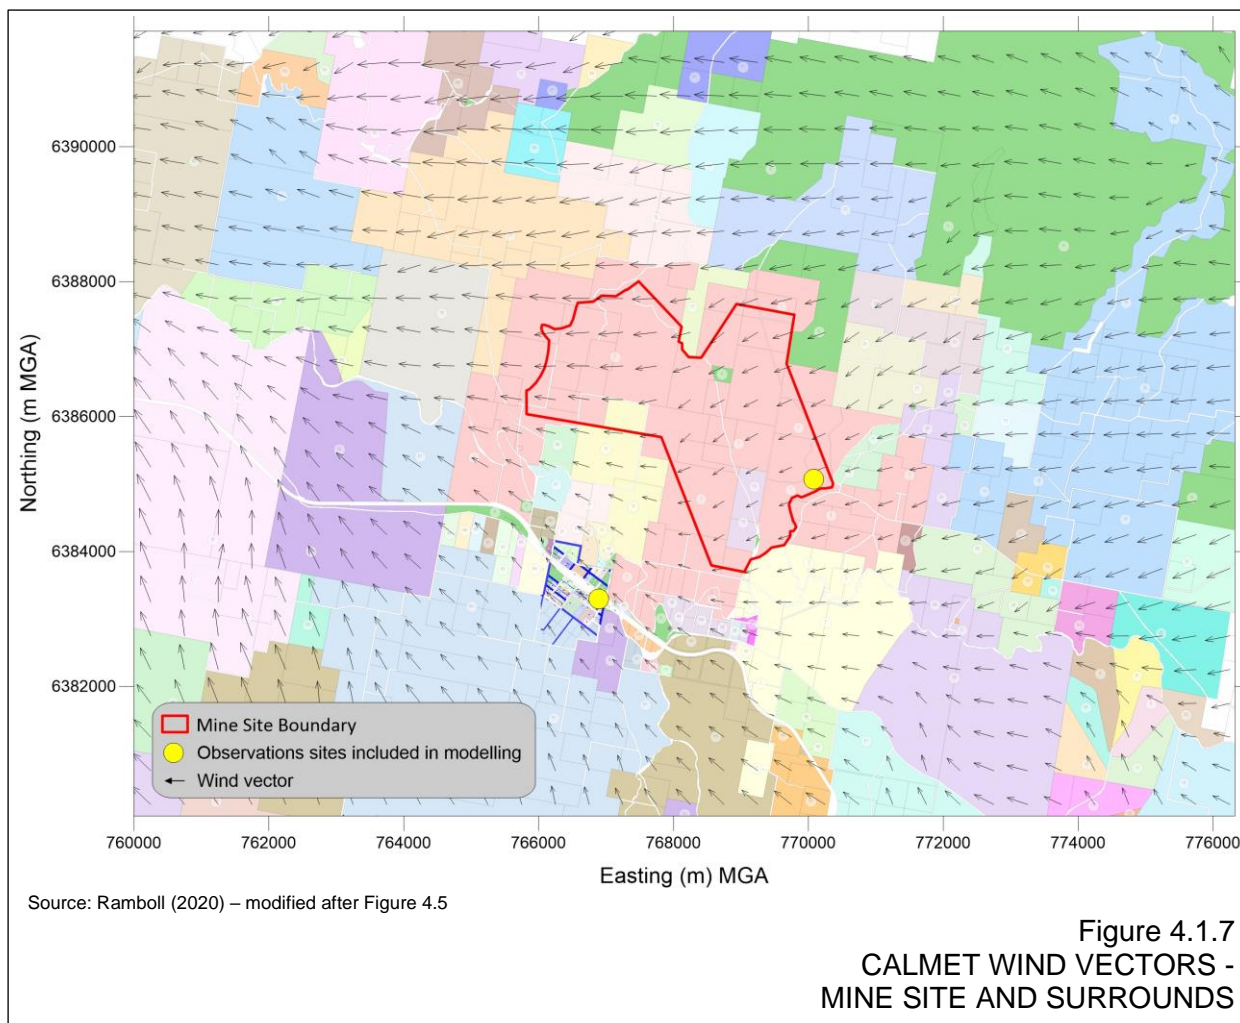 6390000
6388000
6386000
6384000
6382000
Northing (m MGA)
Mine Site Boundary
Observations sites included in modelling
Wind vector
760000 762000 764000 766000 768000 770000 772000 774000 776000
Easting (m) MGA
Source: Ramboll (2020) – modified after Figure 4.5
Figure 4.1.7
CALMET WIND VECTORS -
MINE SITE AND SURROUNDS